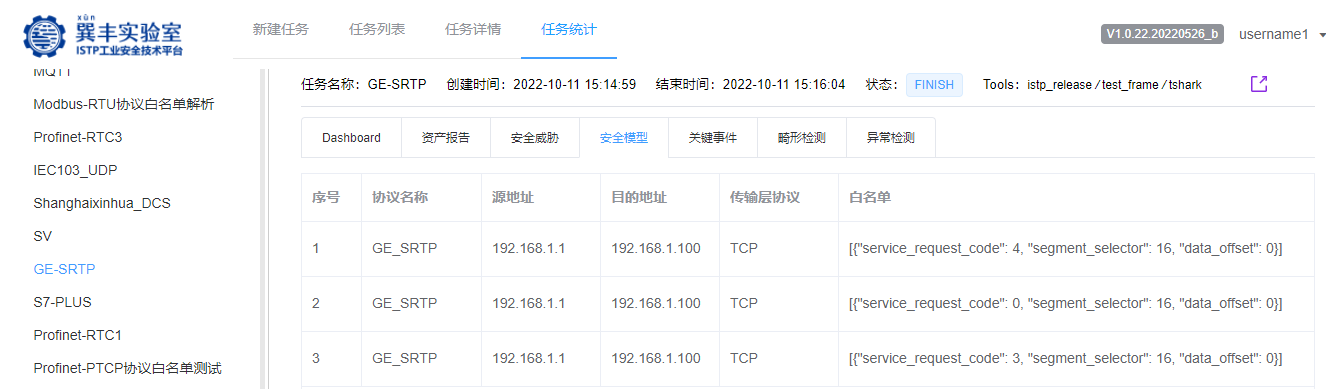 xùn
巽丰实验室
ISTP工业安全技术平台
新建任务 任务列表 任务详情 任务统计
V1.0.22.20220526_b username1
MQTT
Modbus-RTU协议白名单解析
Profinet-RTC3
IEC103_UDP
Shanghaixinhua_DCS
SV
GE-SRTP
S7-PLUS
Profinet-RTC1
Profinet-PTCP协议白名单测试
任务名称：GE-SRTP 创建时间：2022-10-11 15:14:59 结束时间：2022-10-11 15:16:04 状态： FINISH Tools：istp_release / test_frame / tshark
Dashboard 资产报告 安全威胁 安全模型 关键事件 畸形检测 异常检测
序号 协议名称 源地址 目的地址 传输层协议 白名单
1 GE_SRTP 192.168.1.1 192.168.1.100 TCP [{"service_request_code": 4, "segment_selector": 16, "data_offset": 0}]
2 GE_SRTP 192.168.1.1 192.168.1.100 TCP [{"service_request_code": 0, "segment_selector": 16, "data_offset": 0}]
3 GE_SRTP 192.168.1.1 192.168.1.100 TCP [{"service_request_code": 3, "segment_selector": 16, "data_offset": 0}]